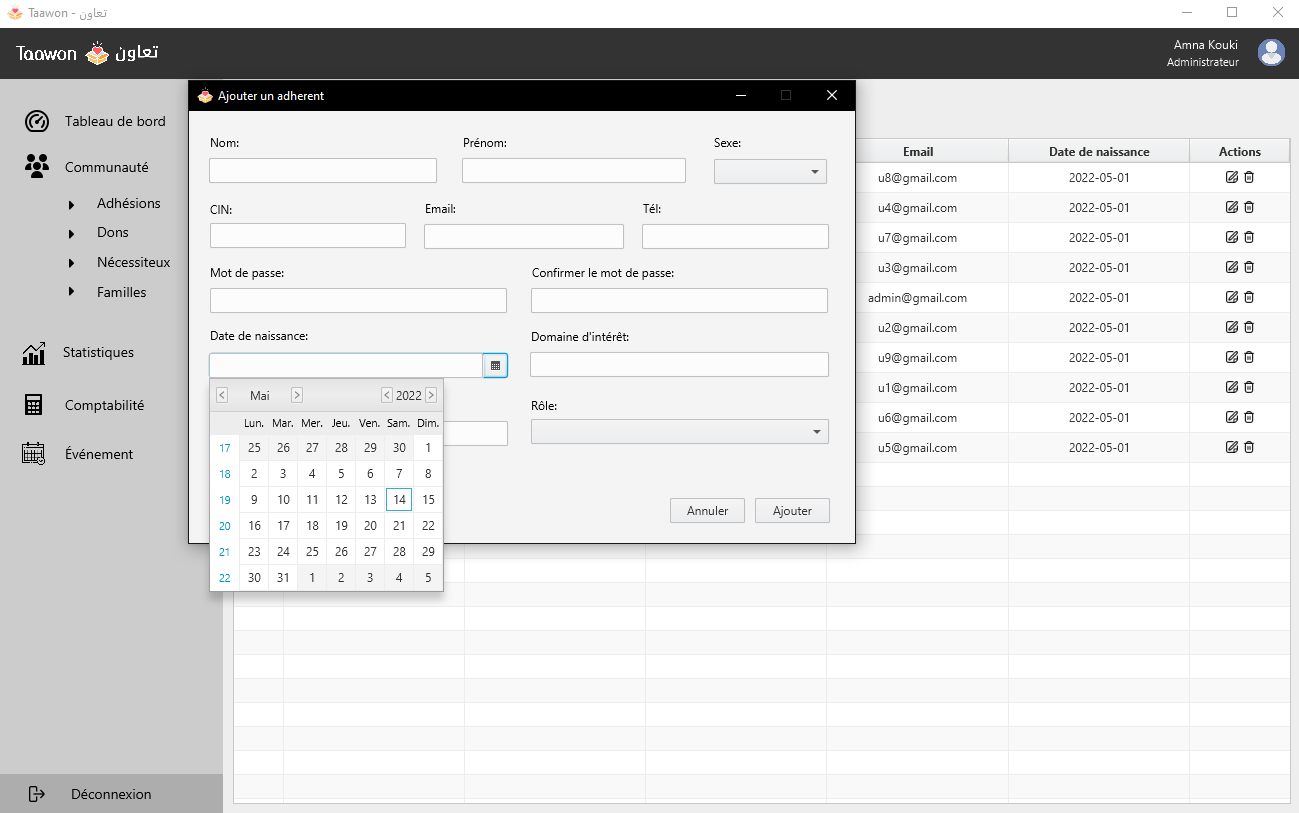 Taawon - تعاون
Taawon تعاون
Amna Kouki
Administrateur
Tableau de bord
Communauté
Adhésions
Dons
Nécessiteux
Familles
Statistiques
Comptabilité
Événement
Déconnexion
Ajouter un adherent
Nom: Prénom: Sexe:
CIN: Email: Tél:
Mot de passe: Confirmer le mot de passe:
Date de naissance: Domaine d'intérêt:
Rôle:
Annuler Ajouter
< Mai > < 2022 >
Lun. Mar. Mer. Jeu. Ven. Sam. Dim.
17 25 26 27 28 29 30 1
18 2 3 4 5 6 7 8
19 9 10 11 12 13 14 15
20 16 17 18 19 20 21 22
21 23 24 25 26 27 28 29
22 30 31 1 2 3 4 5
Email Date de naissance Actions
u8@gmail.com 2022-05-01
u4@gmail.com 2022-05-01
u7@gmail.com 2022-05-01
u3@gmail.com 2022-05-01
admin@gmail.com 2022-05-01
u2@gmail.com 2022-05-01
u9@gmail.com 2022-05-01
u1@gmail.com 2022-05-01
u6@gmail.com 2022-05-01
u5@gmail.com 2022-05-01